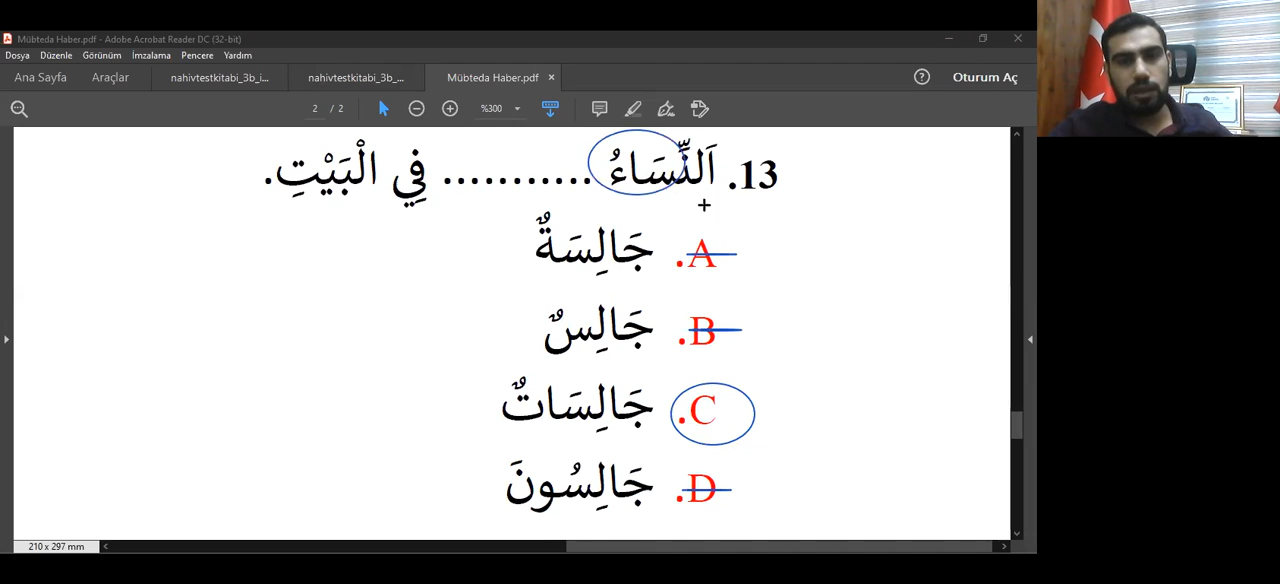 Mübteda Haber.pdf - Adobe Acrobat Reader DC (32-bit)
Dosya Düzenle Görünüm İmzalama Pencere Yardım
Ana Sayfa Araçlar nahivtestkitabi_3b_i... nahivtestkitabi_3b_... Mübteda Haber.pdf × ? Oturum Aç
2 / 2 %300
13. اَلنِّسَاءُ ........... فِي الْبَيْتِ.
A. جَالِسَةٌ
B. جَالِسٌ
C. جَالِسَاتٌ
D. جَالِسُونَ
210 x 297 mm